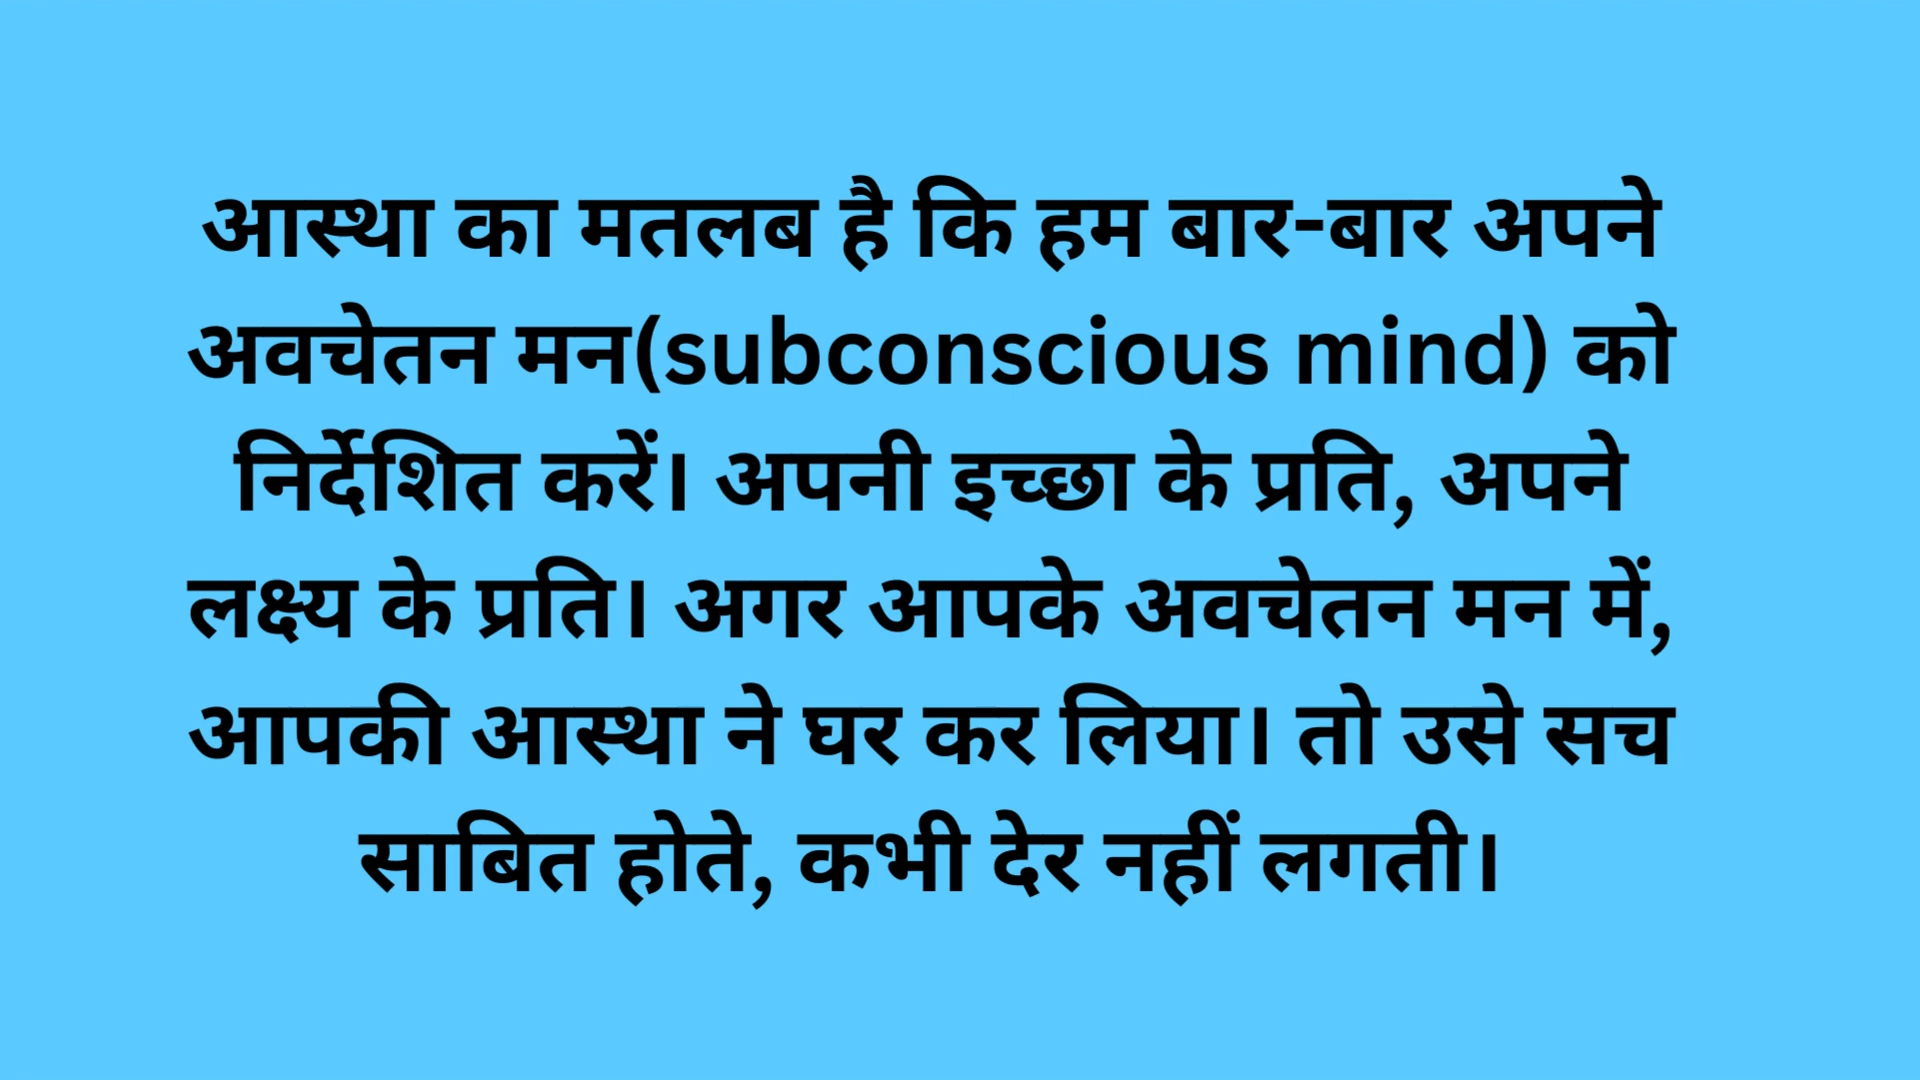 आस्था का मतलब है कि हम बार-बार अपने
अवचेतन मन(subconscious mind) को
निर्देशित करें। अपनी इच्छा के प्रति, अपने
लक्ष्य के प्रति। अगर आपके अवचेतन मन में,
आपकी आस्था ने घर कर लिया। तो उसे सच
साबित होते, कभी देर नहीं लगती।